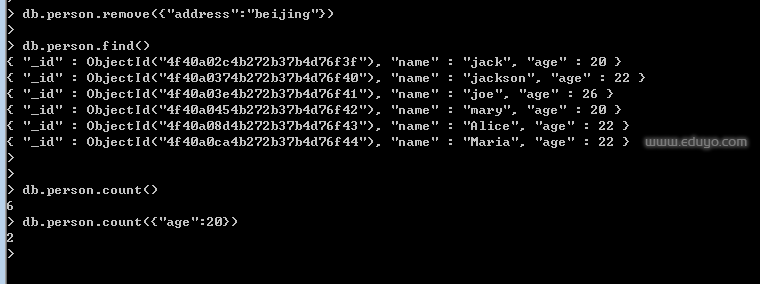 > db.person.remove({"address":"beijing"})
>
> db.person.find()
{ "_id" : ObjectId("4f40a02c4b272b37b4d76f3f"), "name" : "jack", "age" : 20 }
{ "_id" : ObjectId("4f40a0374b272b37b4d76f40"), "name" : "jackson", "age" : 22 }
{ "_id" : ObjectId("4f40a03e4b272b37b4d76f41"), "name" : "joe", "age" : 26 }
{ "_id" : ObjectId("4f40a0454b272b37b4d76f42"), "name" : "mary", "age" : 20 }
{ "_id" : ObjectId("4f40a08d4b272b37b4d76f43"), "name" : "Alice", "age" : 22 }
{ "_id" : ObjectId("4f40a0ca4b272b37b4d76f44"), "name" : "Maria", "age" : 22 } www.eduyo.com
>
>
> db.person.count()
6
> db.person.count({"age":20})
2
>